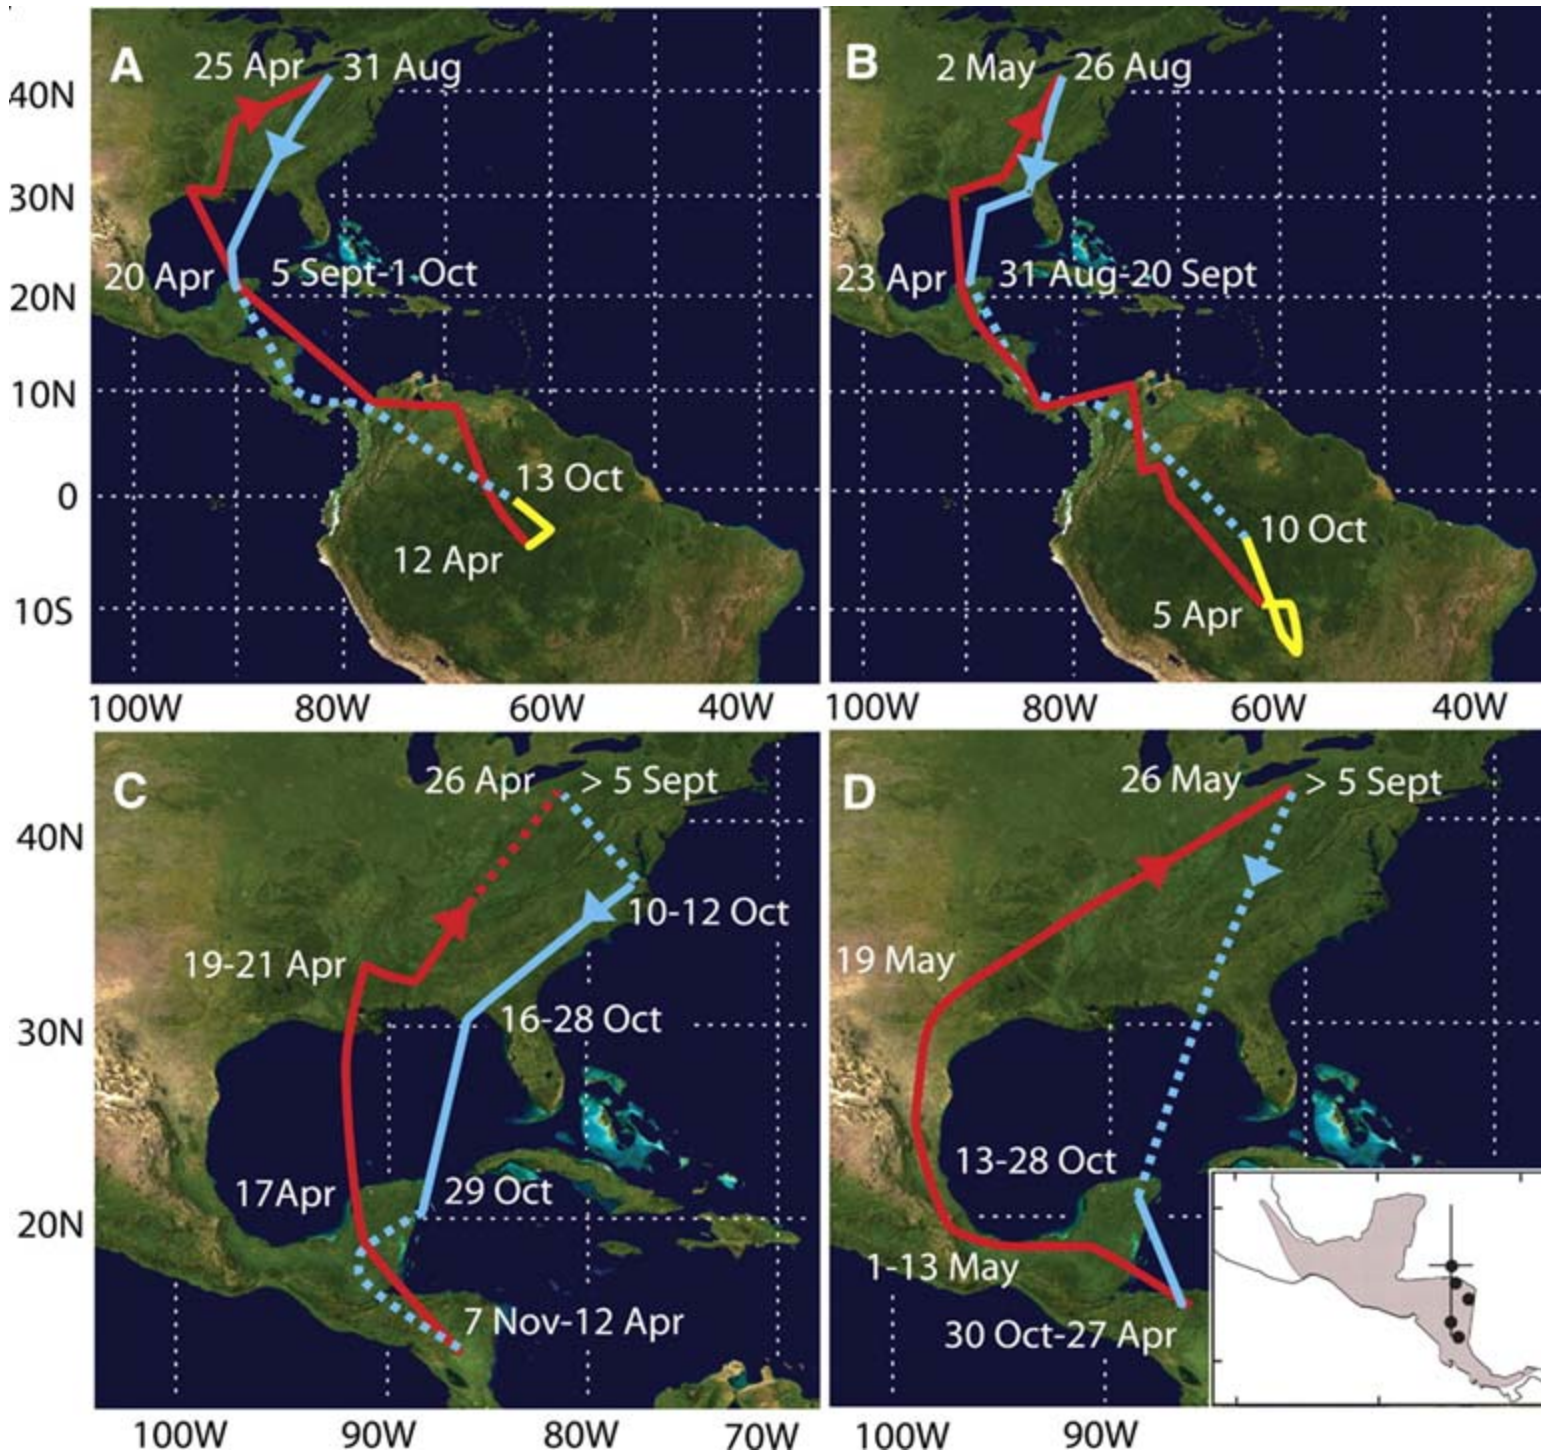 A
25 Apr
31 Aug
40N
30N
20 Apr
5 Sept-1 Oct
20N
10N
13 Oct
0
12 Apr
10S
100W
80W
60W
40W
B
2 May
26 Aug
23 Apr
31 Aug-20 Sept
10 Oct
5 Apr
100W
80W
60W
40W
C
26 Apr
> 5 Sept
40N
10-12 Oct
19-21 Apr
16-28 Oct
30N
17Apr
29 Oct
20N
7 Nov-12 Apr
100W
90W
80W
70W
D
26 May
> 5 Sept
19 May
13-28 Oct
1-13 May
30 Oct-27 Apr
100W
90W